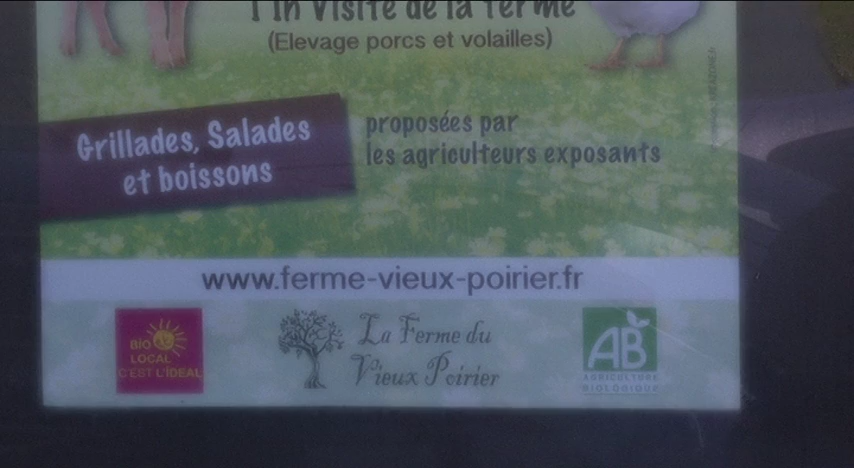 11h Visite de la ferme
(Elevage porcs et volailles)
Grillades, Salades
et boissons
proposées par
les agriculteurs exposants
www.ferme-vieux-poirier.fr
BIO
LOCAL
C'EST L'IDEAL
La Ferme du
Vieux Poirier
AB
AGRICULTURE
BIOLOGIQUE